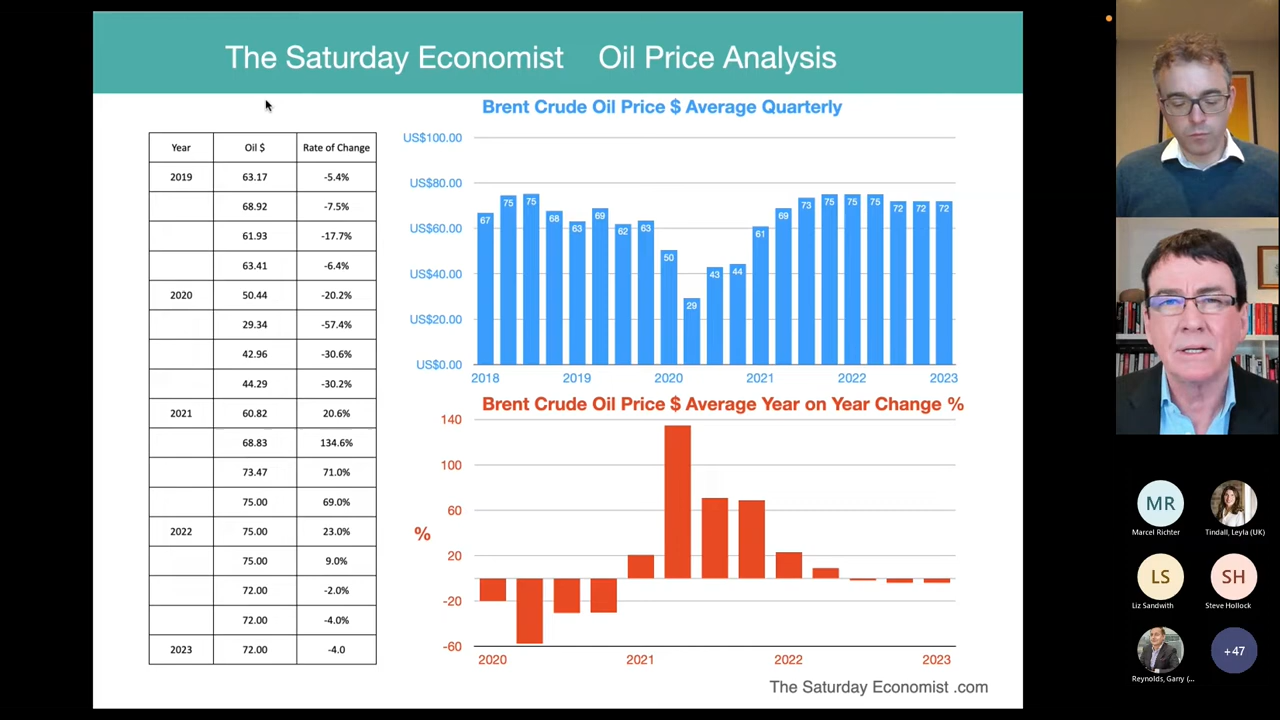 The Saturday Economist Oil Price Analysis
Brent Crude Oil Price $ Average Quarterly
Year Oil $ Rate of Change
2019 63.17 -5.4%
68.92 -7.5%
61.93 -17.7%
63.41 -6.4%
2020 50.44 -20.2%
29.34 -57.4%
42.96 -30.6%
44.29 -30.2%
2021 60.82 20.6%
68.83 134.6%
73.47 71.0%
75.00 69.0%
2022 75.00 23.0%
75.00 9.0%
72.00 -2.0%
72.00 -4.0%
2023 72.00 -4.0
US$100.00
US$80.00
US$60.00
US$40.00
US$20.00
US$0.00
67 75 75 68 63 69 62 63 50 29 43 44 61 69 73 75 75 75 72 72 72
2018 2019 2020 2021 2022 2023
Brent Crude Oil Price $ Average Year on Year Change %
140
100
60
20
-20
-60
%
2020 2021 2022 2023
The Saturday Economist .com
MR
Marcel Richter Tindall, Leyla (UK)
LS SH
Liz Sandwith Steve Hollock
+47
Reynolds, Garry (...